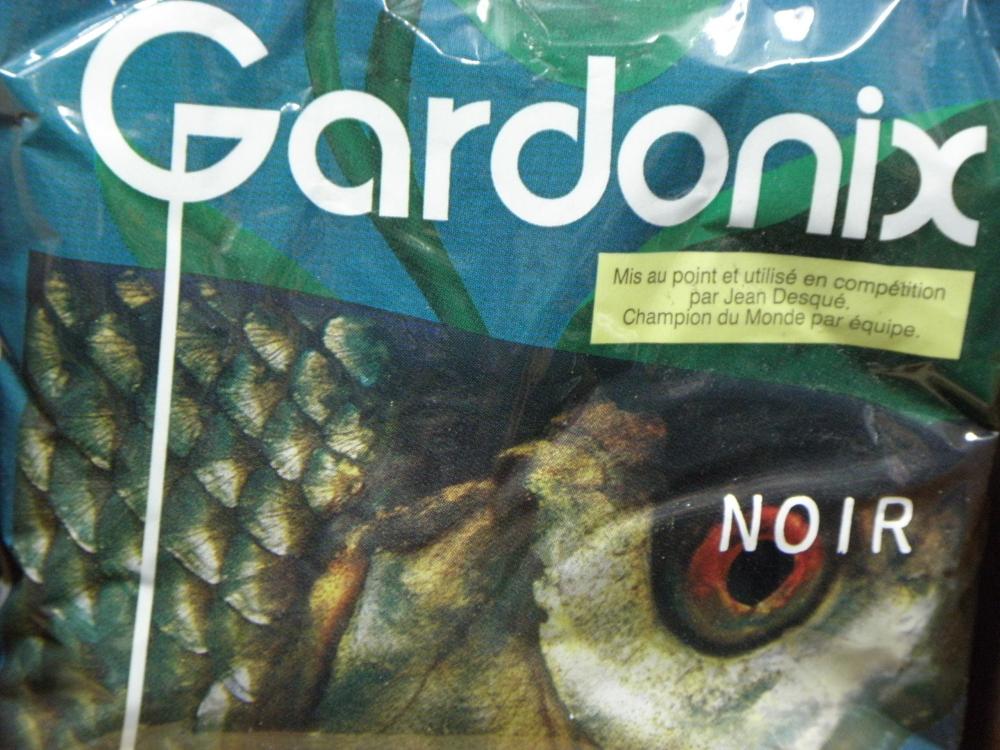 Gardonix
Mis au point et utilisé en compétition
par Jean Desqué.
Champion du Monde par équipe.
NOIR